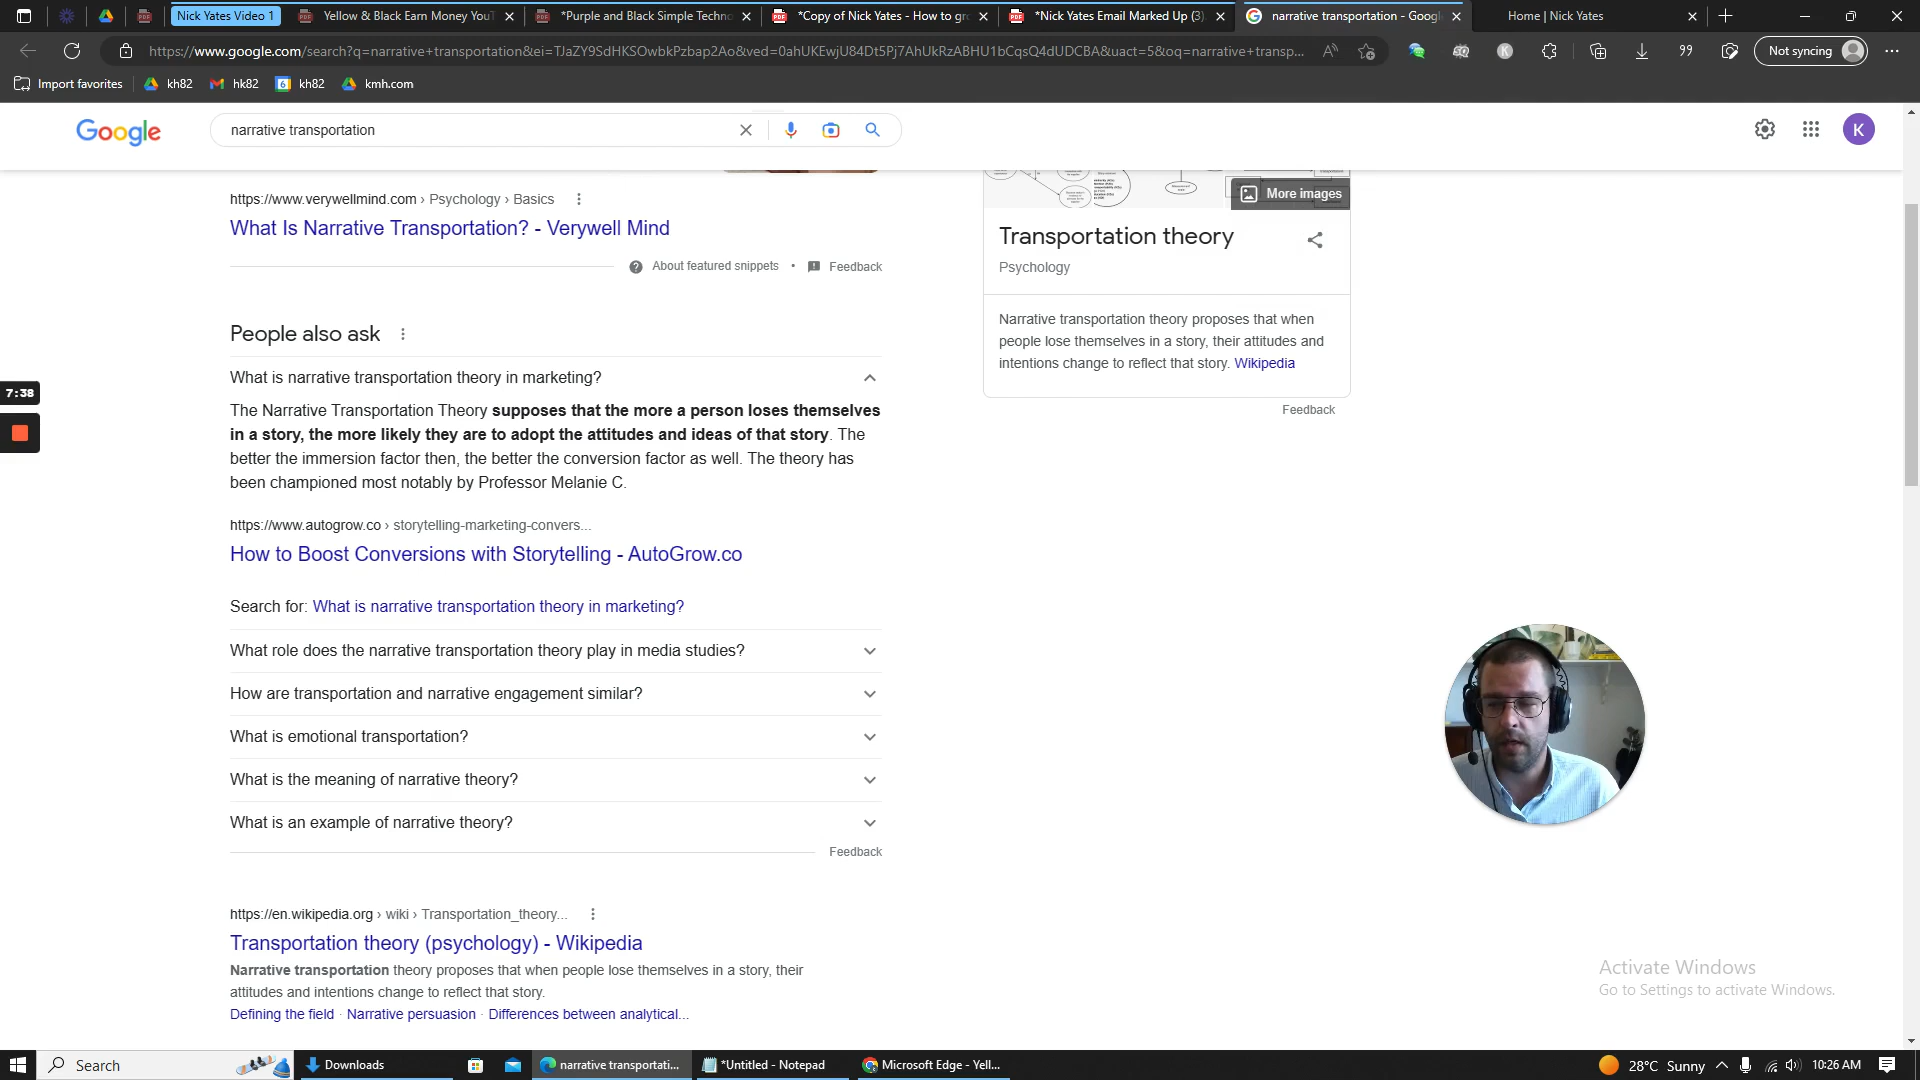 Nick Yates Video 1
Yellow & Black Earn Money You
*Purple and Black Simple Techno
*Copy of Nick Yates - How to gr
*Nick Yates Email Marked Up (3)
narrative transportation - Googl
Home | Nick Yates
https://www.google.com/search?q=narrative+transportation&ei=TJaZY9SdHKSOwbkPzbap2Ao&ved=0ahUKEwjU84Dt5Pj7AhUkRzABHU1bCqsQ4dUDCBA&uact=5&oq=narrative+transp...
Not syncing
Import favorites
kh82
hk82
kh82
kmh.com
Google
narrative transportation
K
https://www.verywellmind.com › Psychology › Basics
What Is Narrative Transportation? - Verywell Mind
About featured snippets • Feedback
More images
Transportation theory
Psychology
Narrative transportation theory proposes that when
people lose themselves in a story, their attitudes and
intentions change to reflect that story. Wikipedia
Feedback
People also ask
What is narrative transportation theory in marketing?
The Narrative Transportation Theory supposes that the more a person loses themselves
in a story, the more likely they are to adopt the attitudes and ideas of that story. The
better the immersion factor then, the better the conversion factor as well. The theory has
been championed most notably by Professor Melanie C.
https://www.autogrow.co › storytelling-marketing-convers...
How to Boost Conversions with Storytelling - AutoGrow.co
Search for: What is narrative transportation theory in marketing?
What role does the narrative transportation theory play in media studies?
How are transportation and narrative engagement similar?
What is emotional transportation?
What is the meaning of narrative theory?
What is an example of narrative theory?
Feedback
https://en.wikipedia.org › wiki › Transportation_theory...
Transportation theory (psychology) - Wikipedia
Narrative transportation theory proposes that when people lose themselves in a story, their
attitudes and intentions change to reflect that story.
Defining the field · Narrative persuasion · Differences between analytical...
7:38
Activate Windows
Go to Settings to activate Windows.
Search
Downloads
narrative transportati...
*Untitled - Notepad
Microsoft Edge - Yell...
28°C Sunny
10:26 AM